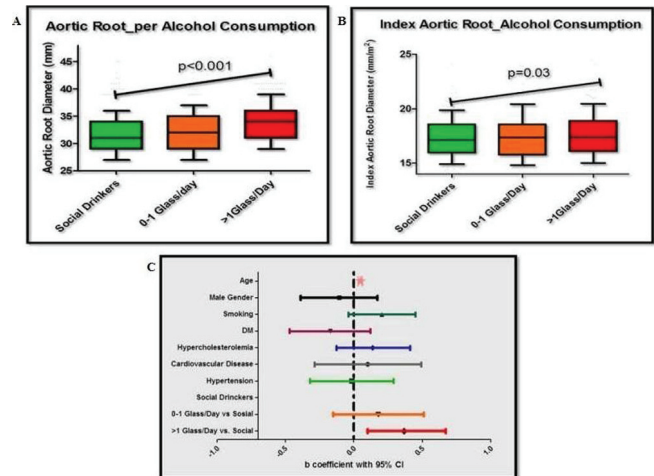 A
Aortic Root_per Alcohol Consumption
Aortic Root Diameter (mm)
45
40
35
30
25
p<0.001
Social Drinkers
0-1 Glass/day
>1Glass/Day
B
Index Aortic Root_Alcohol Consumption
Index Aortic Root Diameter (mm/m²)
25
20
15
p=0.03
Social Drinkers
0-1 Glass/Day
>1Glass/Day
C
Age
Male Gender
Smoking
DM
Hypercholesterolemia
Cardiovascular Disease
Hypertension
Social Drinckers
0-1 Glass/Day vs Sosial
>1 Glass/Day vs. Social
-1.0
-0.5
0.0
0.5
1.0
b coefficient with 95% CI